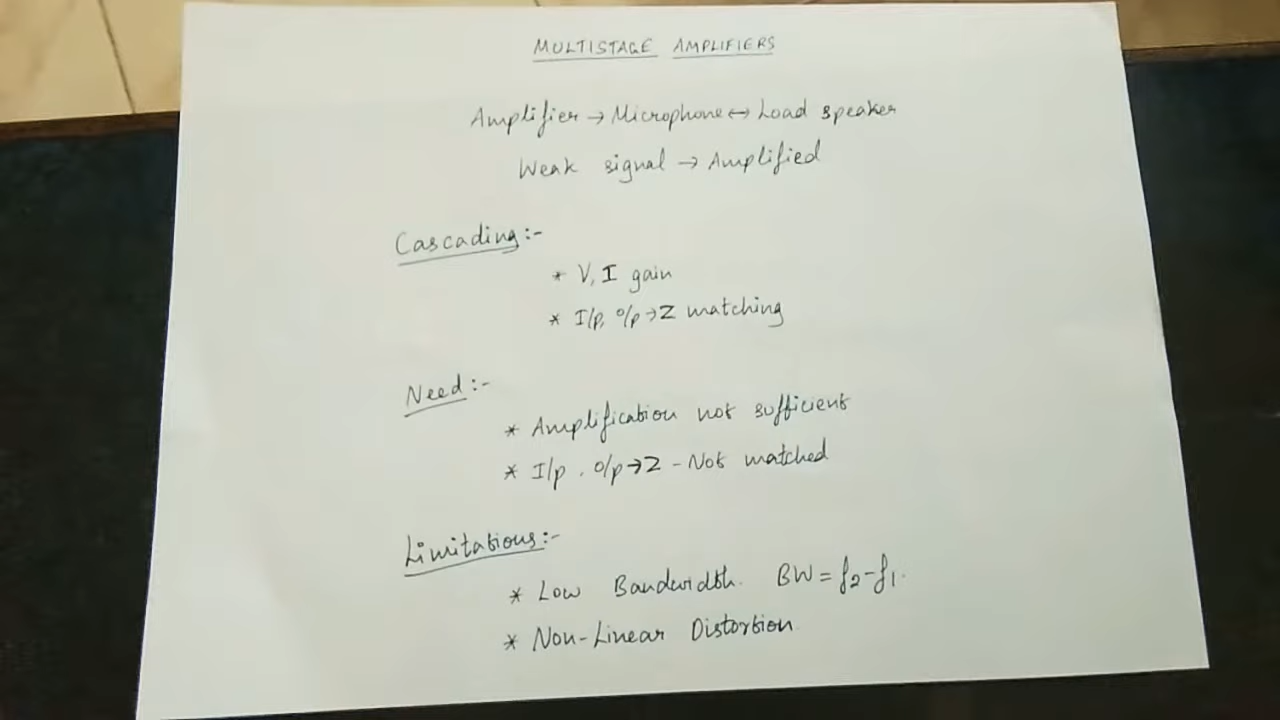 MULTISTAGE AMPLIFIERS
Amplifier → Microphone ↔ Load speaker
Weak signal → Amplified
Cascading:-
* V, I gain
* I/p, o/p → Z matching
Need:-
* Amplification not sufficient
* I/p, o/p → Z - Not matched
Limitations:-
* Low Bandwidth. BW = f2-f1.
* Non-Linear Distortion